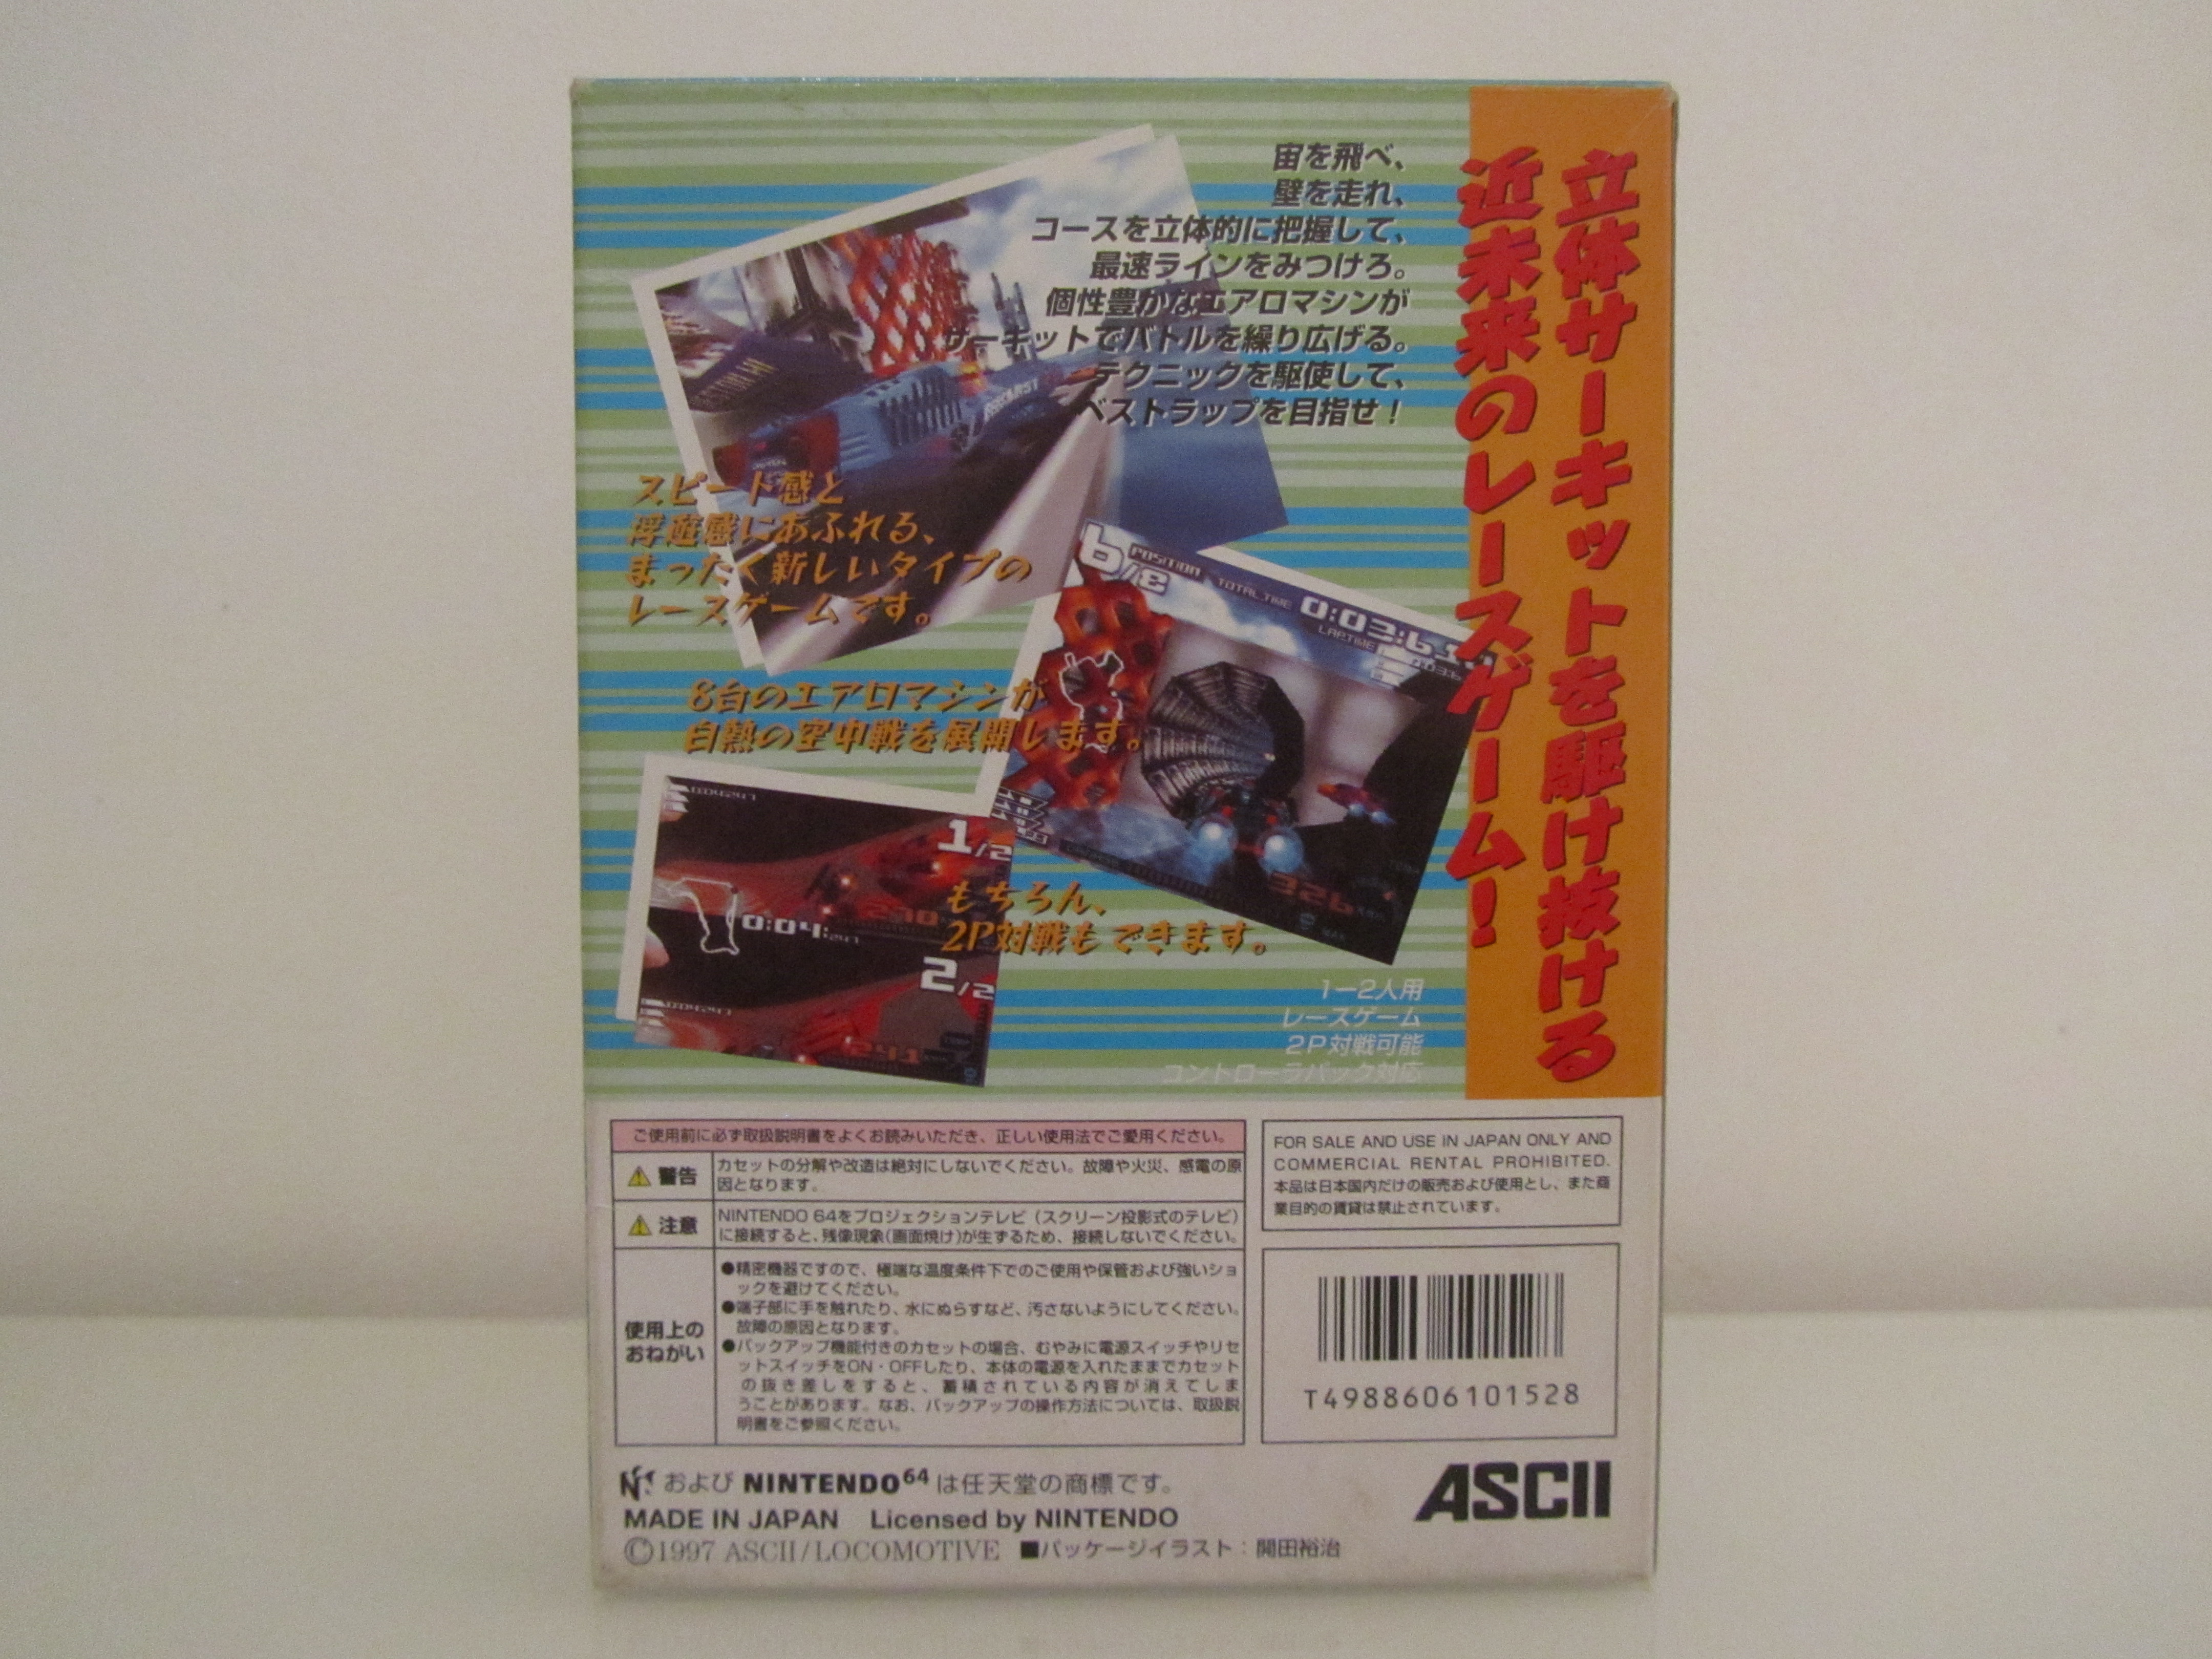 立体サーキットを駆け抜ける
近未来のレースゲーム!
宙を飛べ、
壁を走れ、
コースを立体的に把握して、
最速ラインをみつけろ。
個性豊かなエアロマシンが
サーキットでバトルを繰り広げる。
テクニックを駆使して、
ベストラップを目指せ!
スピード感と
浮遊感にあふれる、
まったく新しいタイプの
レースゲームです。
POSITION
TOTAL TIME
LAPTIME
326
8台のエアロマシンが
白熱の空中戦を展開します。
0:04247
1/2
270
0:04:247
2/2
0:04247
241
もちろん、
2P対戦もできます。
1ー2人用
レースゲーム
2P対戦可能
コントローラパック対応
ご使用前に必ず取扱説明書をよくお読みいただき、正しい使用法でご愛用ください。
警告
カセットの分解や改造は絶対にしないでください。故障や火災、感電の原
因となります。
注意
NINTENDO 64をプロジェクションテレビ(スクリーン投影式のテレビ)
に接続すると、残像現象(画面焼け)が生ずるため、接続しないでください。
使用上の
おねがい
●精密機器ですので、極端な温度条件下でのご使用や保管および強いショ
ックを避けてください。
●端子部に手を触れたり、水にぬらすなど、汚さないようにしてください。
故障の原因となります。
●バックアップ機能付きのカセットの場合、むやみに電源スイッチやリセ
ットスイッチをON・OFFしたり、本体の電源を入れたままでカセット
の抜き差しをすると、蓄積されている内容が消えてしま
うことがあります。なお、バックアップの操作方法については、取扱説
明書をご参照ください。
FOR SALE AND USE IN JAPAN ONLY AND
COMMERCIAL RENTAL PROHIBITED.
本品は日本国内だけの販売および使用とし、また商
業目的の賃貸は禁止されています。
T4988606101528
および NINTENDO64 は任天堂の商標です。
MADE IN JAPAN Licensed by NINTENDO
©1997 ASCII/LOCOMOTIVE ■パッケージイラスト:開田裕治
ASCII